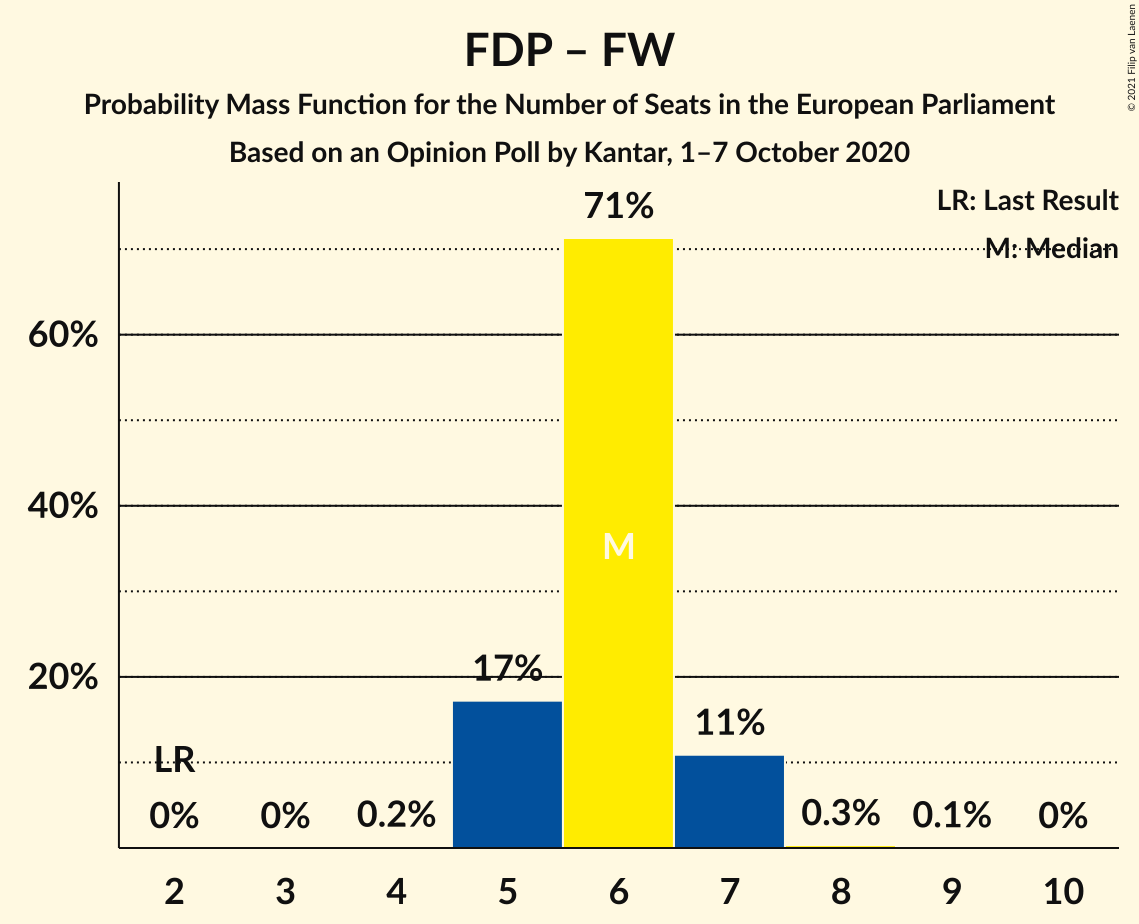 FDP – FW
Probability Mass Function for the Number of Seats in the European Parliament
Based on an Opinion Poll by Kantar, 1–7 October 2020
© 2021 Filip van Laenen
LR: Last Result
M: Median
71%
60%
40%
M
20%
17%
11%
LR
0%
0%
0.2%
0.3%
0.1%
0%
2 3 4 5 6 7 8 9 10